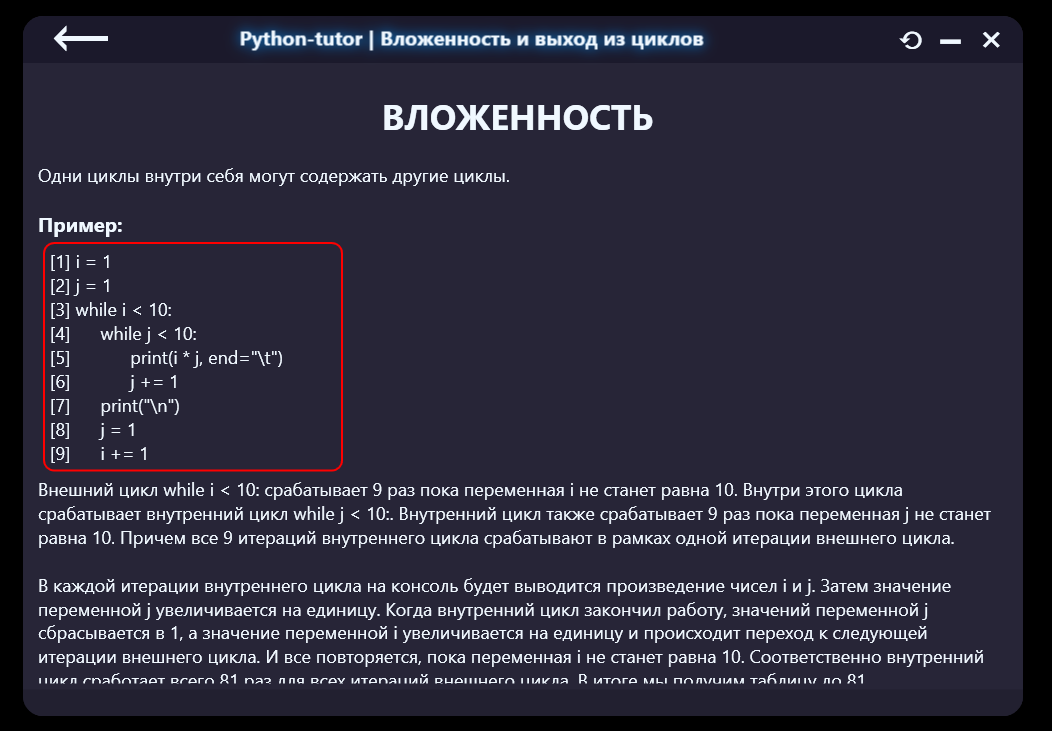 Python-tutor | Вложенность и выход из циклов
ВЛОЖЕННОСТЬ
Одни циклы внутри себя могут содержать другие циклы.
Пример:
[1] i = 1
[2] j = 1
[3] while i < 10:
[4] while j < 10:
[5] print(i * j, end="\t")
[6] j += 1
[7] print("\n")
[8] j = 1
[9] i += 1
Внешний цикл while i < 10: срабатывает 9 раз пока переменная i не станет равна 10. Внутри этого цикла
срабатывает внутренний цикл while j < 10:. Внутренний цикл также срабатывает 9 раз пока переменная j не станет
равна 10. Причем все 9 итераций внутреннего цикла срабатывают в рамках одной итерации внешнего цикла.
В каждой итерации внутреннего цикла на консоль будет выводится произведение чисел i и j. Затем значение
переменной j увеличивается на единицу. Когда внутренний цикл закончил работу, значений переменной j
сбрасывается в 1, а значение переменной i увеличивается на единицу и происходит переход к следующей
итерации внешнего цикла. И все повторяется, пока переменная i не станет равна 10. Соответственно внутренний
цикл сработает всего 81 раз для всех итераций внешнего цикла. В итоге мы получим таблицу до 81